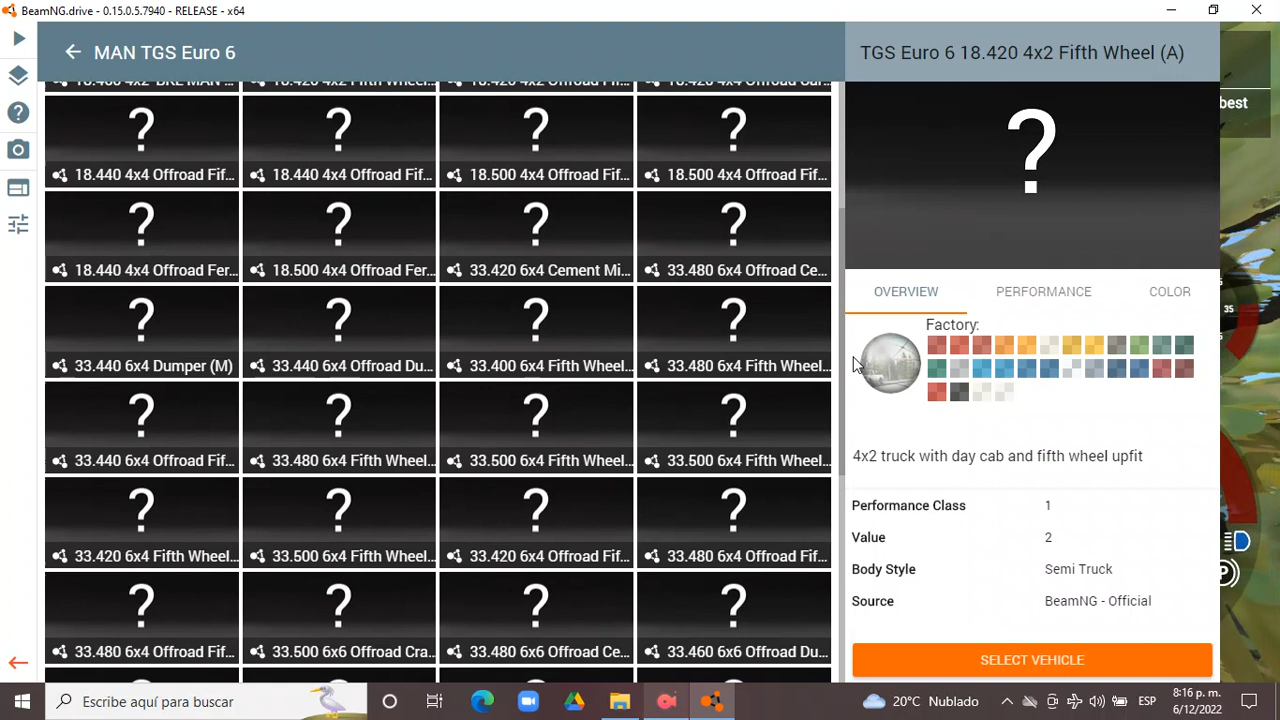 BeamNG.drive - 0.15.0.5.7940 - RELEASE - x64
MAN TGS Euro 6
TGS Euro 6 18.420 4x2 Fifth Wheel (A)
best
18.440 4x4 Offroad Fif...
18.440 4x4 Offroad Fif...
18.500 4x4 Offroad Fif...
18.500 4x4 Offroad Fif...
18.440 4x4 Offroad Fer...
18.500 4x4 Offroad Fer...
33.420 6x4 Cement Mi...
33.480 6x4 Offroad Ce...
33.440 6x4 Dumper (M)
33.440 6x4 Offroad Du...
33.400 6x4 Fifth Wheel...
33.480 6x4 Fifth Wheel...
33.440 6x4 Offroad Fif...
33.480 6x4 Fifth Wheel...
33.500 6x4 Fifth Wheel...
33.500 6x4 Fifth Wheel...
33.420 6x4 Fifth Wheel...
33.500 6x4 Fifth Wheel...
33.420 6x4 Offroad Fif...
33.480 6x4 Offroad Fif...
33.480 6x4 Offroad Fif...
33.500 6x6 Offroad Cra...
33.480 6x6 Offroad Ce...
33.460 6x6 Offroad Du...
OVERVIEW
PERFORMANCE
COLOR
Factory:
4x2 truck with day cab and fifth wheel upfit
Performance Class 1
Value 2
Body Style Semi Truck
Source BeamNG - Official
SELECT VEHICLE
Escribe aquí para buscar
20°C Nublado
ESP
8:16 p. m.
6/12/2022